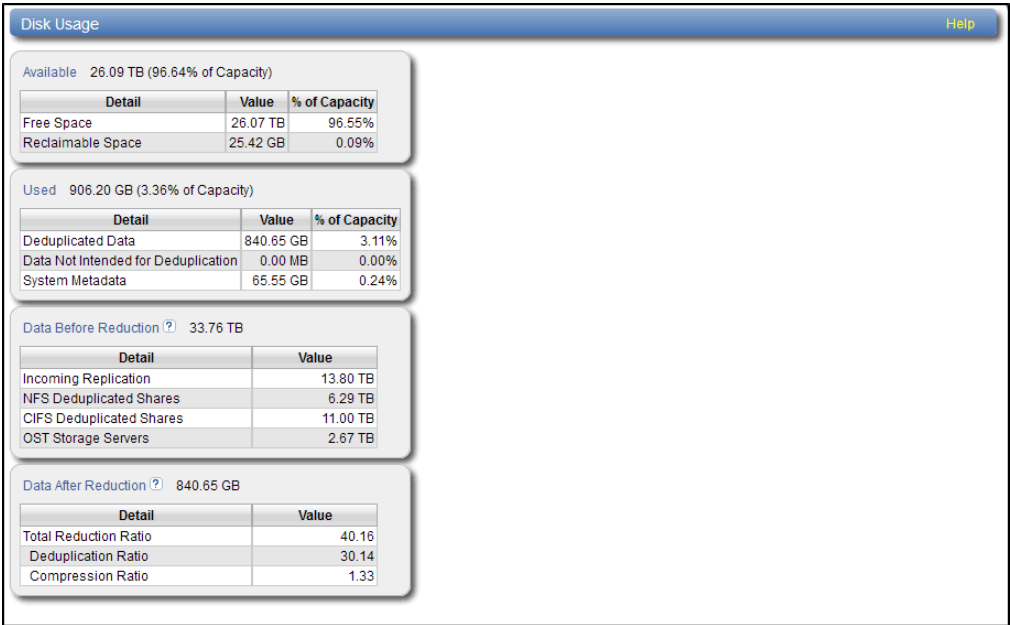 Disk Usage Help
Available 26.09 TB (96.64% of Capacity)
Detail Value % of Capacity
Free Space 26.07 TB 96.55%
Reclaimable Space 25.42 GB 0.09%
Used 906.20 GB (3.36% of Capacity)
Detail Value % of Capacity
Deduplicated Data 840.65 GB 3.11%
Data Not Intended for Deduplication 0.00 MB 0.00%
System Metadata 65.55 GB 0.24%
Data Before Reduction ? 33.76 TB
Detail Value
Incoming Replication 13.80 TB
NFS Deduplicated Shares 6.29 TB
CIFS Deduplicated Shares 11.00 TB
OST Storage Servers 2.67 TB
Data After Reduction ? 840.65 GB
Detail Value
Total Reduction Ratio 40.16
Deduplication Ratio 30.14
Compression Ratio 1.33